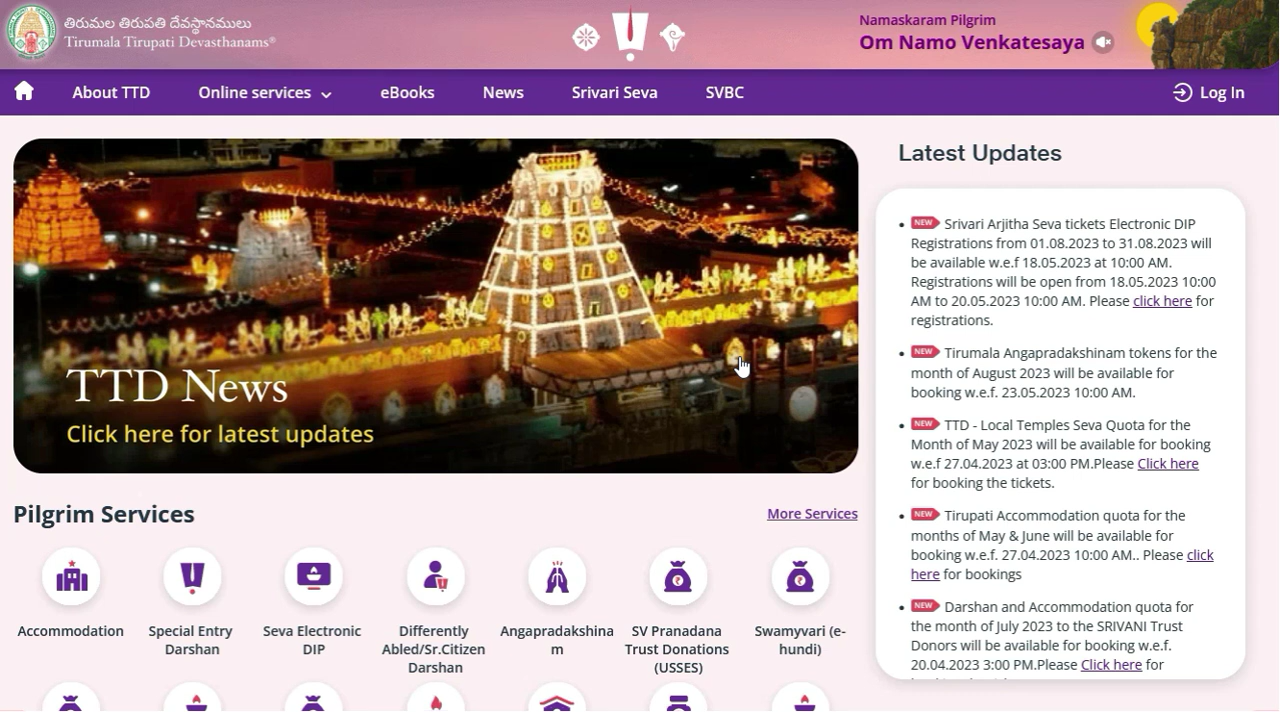 తిరుమల తిరుపతి దేవస్థానములు
Tirumala Tirupati Devasthanams®
Namaskaram Pilgrim
Om Namo Venkatesaya
About TTD
Online services
eBooks
News
Srivari Seva
SVBC
Log In
TTD News
Click here for latest updates
Latest Updates
NEW Srivari Arjitha Seva tickets Electronic DIP
Registrations from 01.08.2023 to 31.08.2023 will
be available w.e.f 18.05.2023 at 10:00 AM.
Registrations will be open from 18.05.2023 10:00
AM to 20.05.2023 10:00 AM. Please click here for
registrations.
NEW Tirumala Angapradakshinam tokens for the
month of August 2023 will be available for
booking w.e.f. 23.05.2023 10:00 AM.
NEW TTD - Local Temples Seva Quota for the
Month of May 2023 will be available for booking
w.e.f 27.04.2023 at 03:00 PM.Please Click here
for booking the tickets.
NEW Tirupati Accommodation quota for the
months of May & June will be available for
booking w.e.f. 27.04.2023 10:00 AM.. Please click
here for bookings
NEW Darshan and Accommodation quota for
the month of July 2023 to the SRIVANI Trust
Donors will be available for booking w.e.f.
20.04.2023 3:00 PM.Please Click here for
Pilgrim Services
More Services
Accommodation
Special Entry
Darshan
Seva Electronic
DIP
Differently
Abled/Sr.Citizen
Darshan
Angapradakshina
m
SV Pranadana
Trust Donations
(USSES)
Swamyvari (e-
hundi)